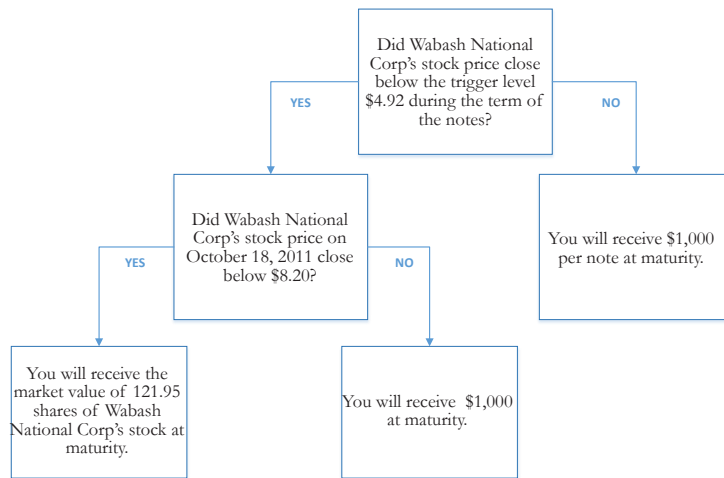 Did Wabash National
Corp's stock price close
below the trigger level
$4.92 during the term of
the notes?
YES
NO
Did Wabash National
Corp's stock price on
October 18, 2011 close
below $8.20?
You will receive $1,000
per note at maturity.
YES
NO
You will receive the
market value of 121.95
shares of Wabash
National Corp's stock at
maturity.
You will receive $1,000
at maturity.